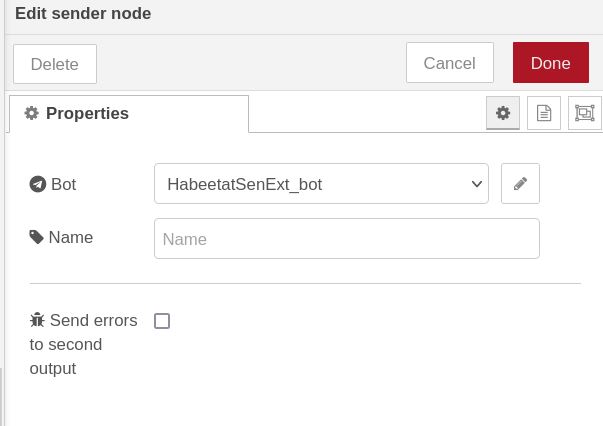 Edit sender node
Delete
Cancel
Done
Properties
Bot
HabeetatSenExt_bot
Name
Name
Send errors
to second
output